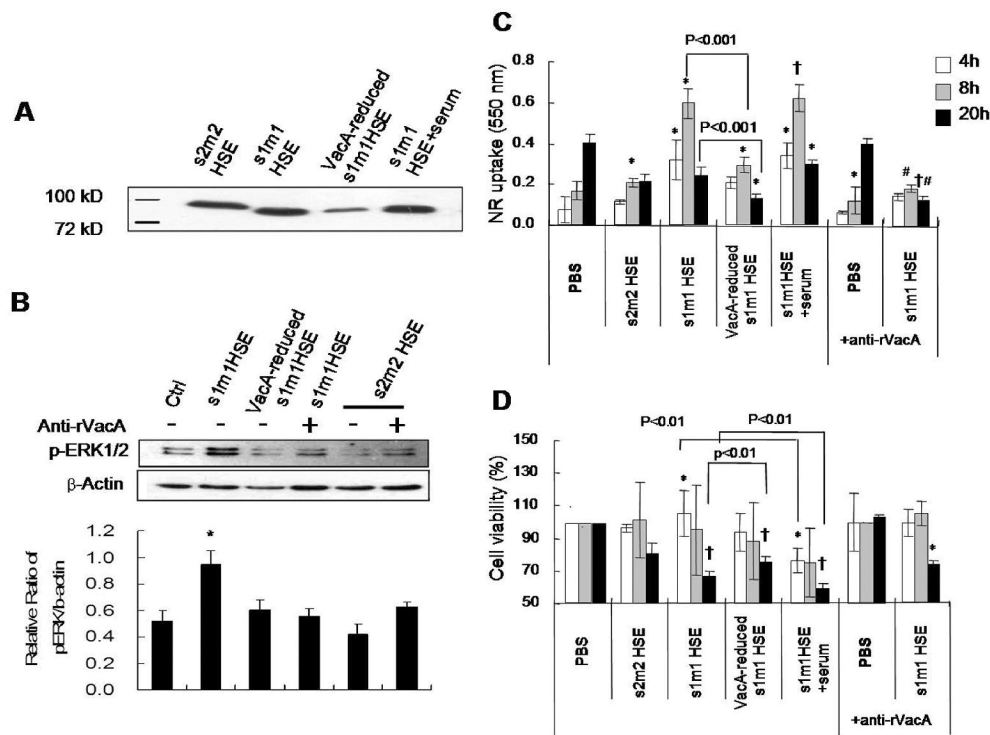 A
s2m2 HSE
s1m1 HSE
VacA-reduced s1m1HSE
s1m1 HSE+serum
100 kD
72 kD
B
Ctrl
s1m1HSE
VacA-reduced s1m1HSE
s1m1HSE
s2m2 HSE
Anti-rVacA
- - - + - +
p-ERK1/2
β-Actin
Relative Ratio of pERK/b-actin
1.2
1.0
0.8
0.6
0.4
0.2
0.0
*
C
P<0.001
P<0.001
4h
8h
20h
NR uptake (550 nm)
0.8
0.6
0.4
0.2
0.0
* * * * * * † * * # †#
PBS
s2m2 HSE
s1m1 HSE
VacA-reduced s1m1 HSE
s1m1HSE +serum
PBS
s1m1 HSE
+anti-rVacA
D
P<0.01
P<0.01
p<0.01
Cell viability (%)
150
130
110
90
70
50
* † † * † *
PBS
s2m2 HSE
s1m1 HSE
VacA-reduced s1m1 HSE
s1m1HSE +serum
PBS
s1m1 HSE
+anti-rVacA